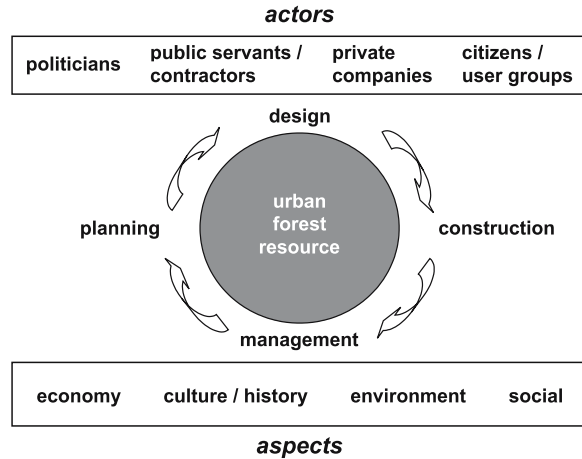 actors
politicians public servants / contractors private companies citizens / user groups
design
urban
forest
resource
planning
construction
management
economy culture / history environment social
aspects